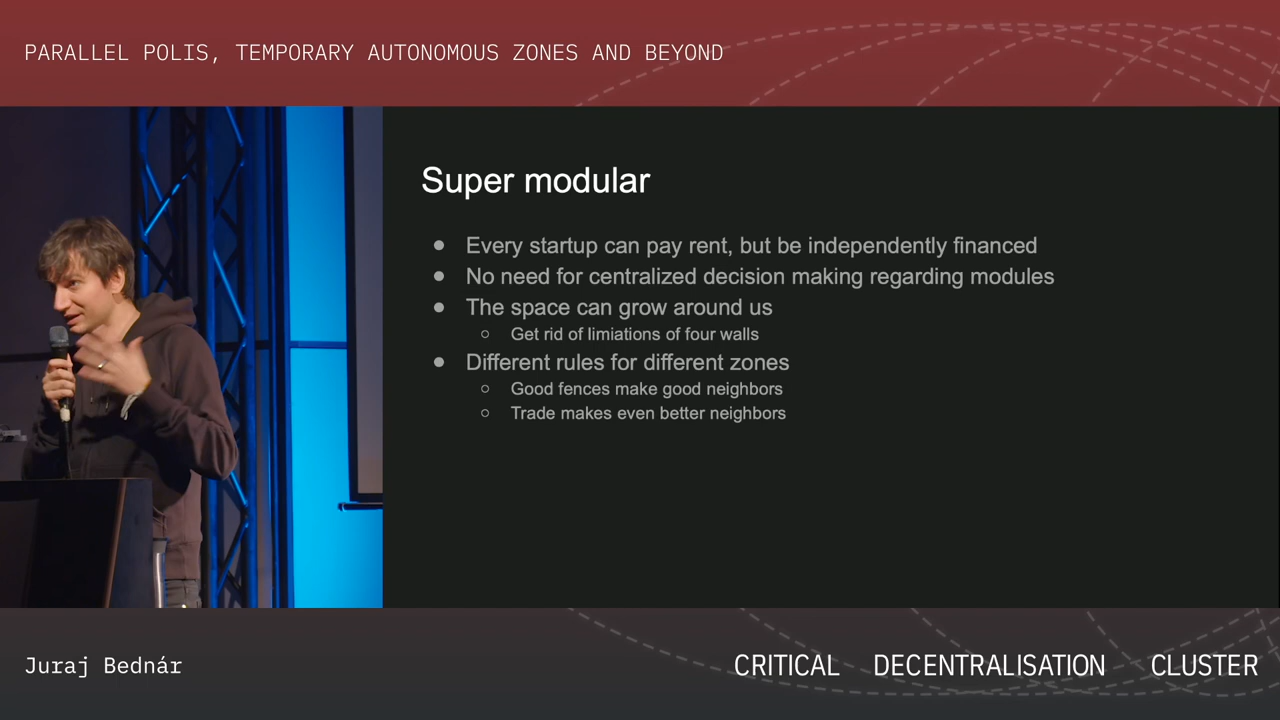 PARALLEL POLIS, TEMPORARY AUTONOMOUS ZONES AND BEYOND
Super modular
● Every startup can pay rent, but be independently financed
● No need for centralized decision making regarding modules
● The space can grow around us
○ Get rid of limiations of four walls
● Different rules for different zones
○ Good fences make good neighbors
○ Trade makes even better neighbors
Juraj Bednár
CRITICAL DECENTRALISATION CLUSTER